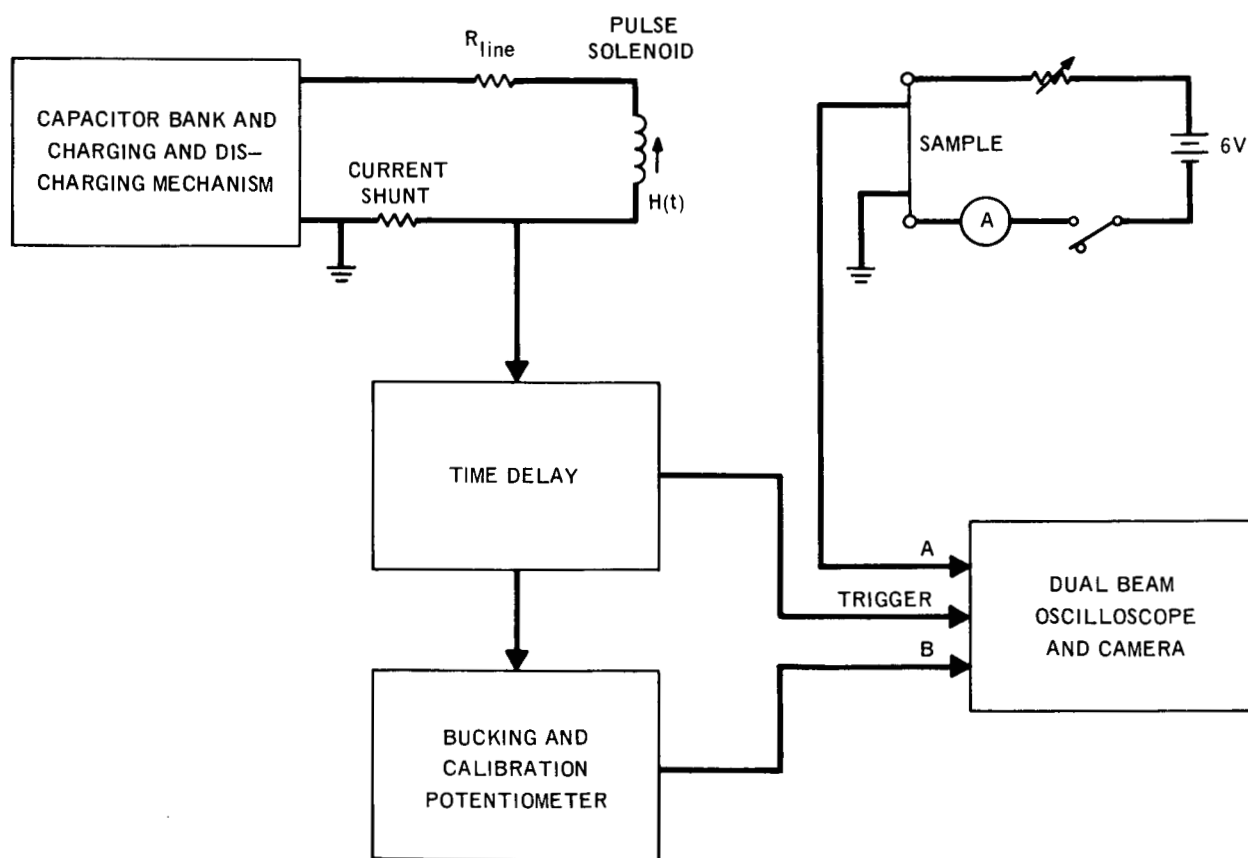 PULSE
SOLENOID
R line
CAPACITOR BANK AND
CHARGING AND DIS–
CHARGING MECHANISM
CURRENT
SHUNT
H(t)
SAMPLE
6V
A
TIME DELAY
A
TRIGGER
B
DUAL BEAM
OSCILLOSCOPE
AND CAMERA
BUCKING AND
CALIBRATION
POTENTIOMETER